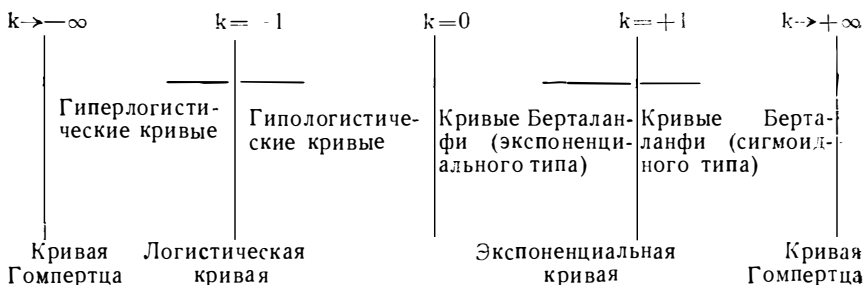 k→—∞ k= -1 k=0 k=+1 k→+∞
Гиперлогисти-
ческие кривые
Гипологистиче-
ские кривые
Кривые Берталан-
фи (экспоненци-
ального типа)
Кривые Берта-
ланфи (сигмоид-
ного типа)
Кривая
Гомпертца
Логистическая
кривая
Экспоненциальная
кривая
Кривая
Гомпертца